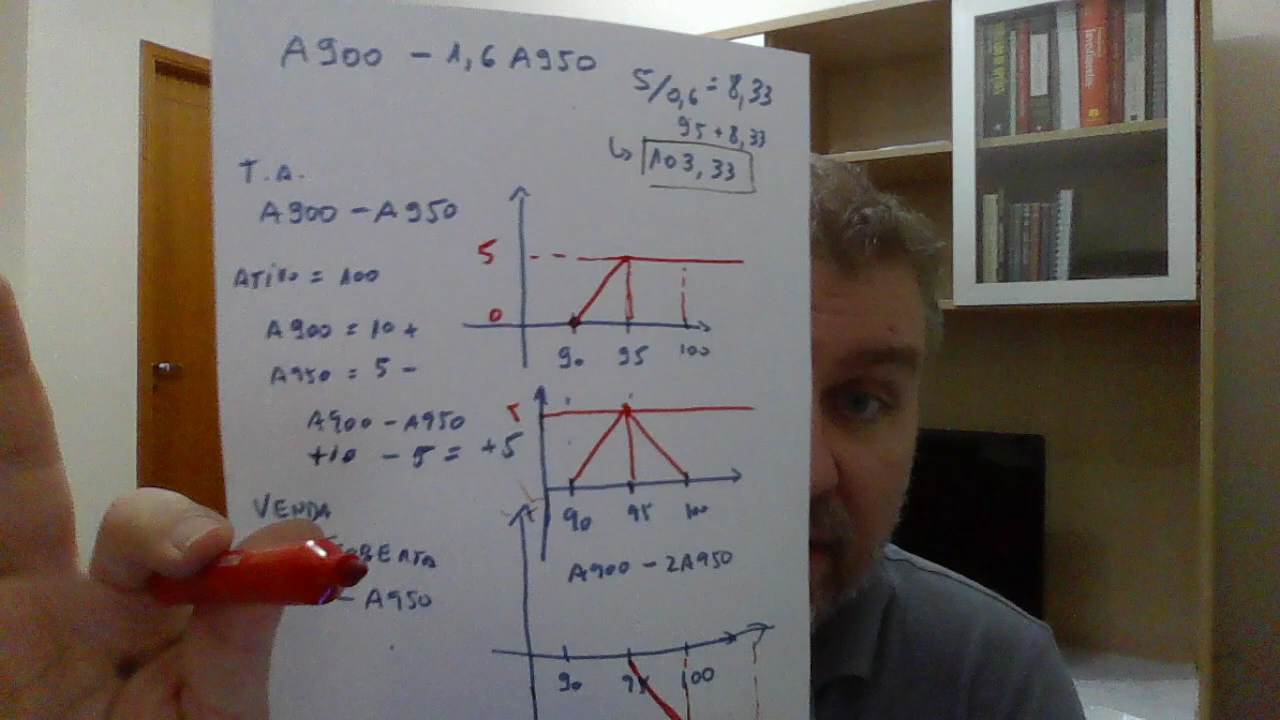 A900 - 1,6 A950
5/0,6 = 8,33
95 + 8,33
↳ 103,33
T.A.
A900 - A950
ATIVO = 100
A900 = 10 +
A950 = 5 -
A900 - A950
+10 - 5 = +5
VENDA
- A950
5
0
90 95 100
5
90 95 100
A900 - 2A950
90 95 100